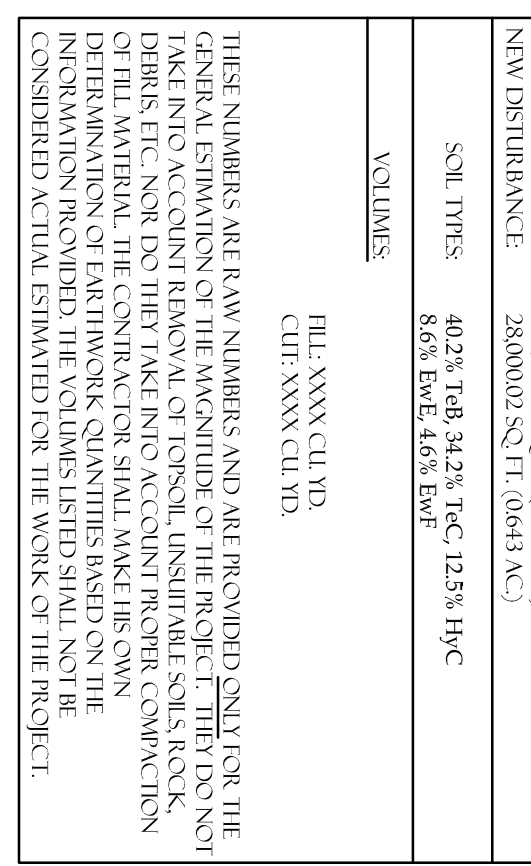 NEW DISTURBANCE: 28,000.02 SQ. FT. (0.643 AC.)
SOIL TYPES: 40.2% TeB, 34.2% TeC, 12.5% HyC
8.6% EwE, 4.6% EwF
VOLUMES:
FILL: XXXX CU. YD.
CUT: XXXX CU. YD.
THESE NUMBERS ARE RAW NUMBERS AND ARE PROVIDED ONLY FOR THE
GENERAL ESTIMATION OF THE MAGNITUDE OF THE PROJECT. THEY DO NOT
TAKE INTO ACCOUNT REMOVAL OF TOPSOIL, UNSUITABLE SOILS, ROCK,
DEBRIS, ETC. NOR DO THEY TAKE INTO ACCOUNT PROPER COMPACTION
OF FILL MATERIAL. THE CONTRACTOR SHALL MAKE HIS OWN
DETERMINATION OF EARTHWORK QUANTITIES BASED ON THE
INFORMATION PROVIDED. THE VOLUMES LISTED SHALL NOT BE
CONSIDERED ACTUAL ESTIMATED FOR THE WORK OF THE PROJECT.